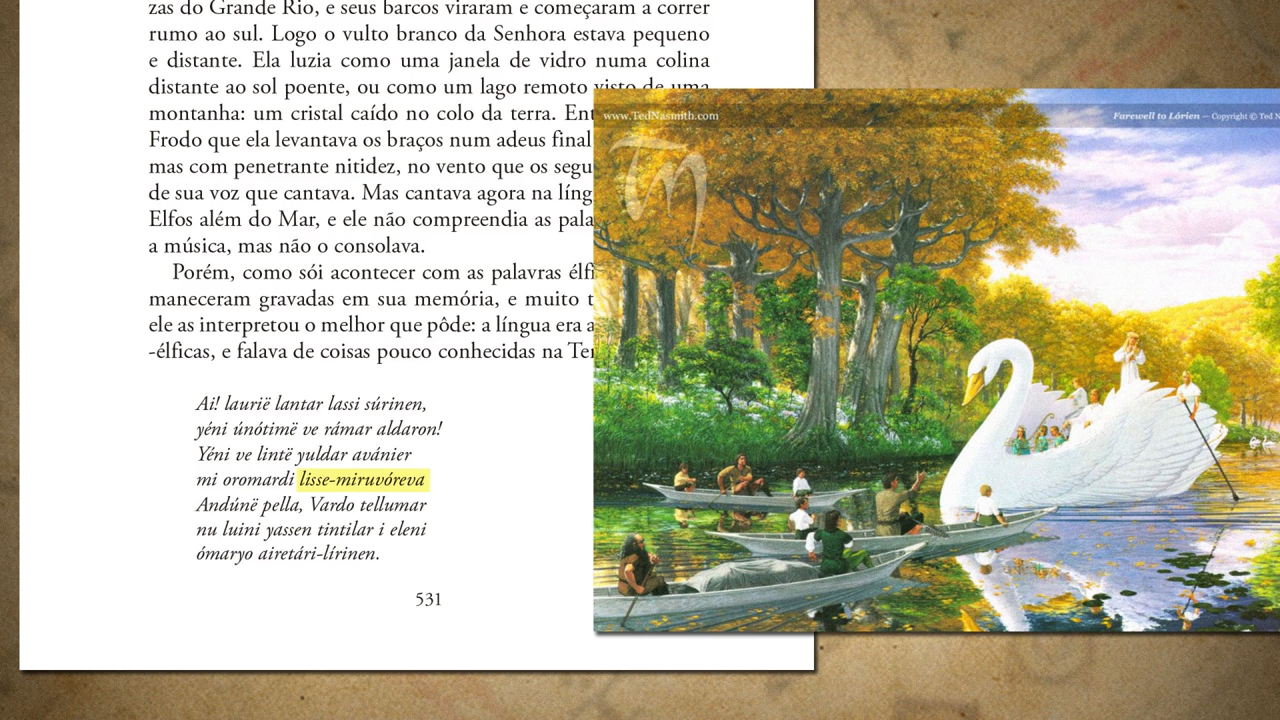 zas do Grande Rio, e seus barcos viraram e começaram a correr
rumo ao sul. Logo o vulto branco da Senhora estava pequeno
e distante. Ela luzia como uma janela de vidro numa colina
distante ao sol poente, ou como um lago remoto visto de uma
montanha: um cristal caído no colo da terra.
Frodo que ela levantava os braços num adeus final
mas com penetrante nitidez, no vento que os
de sua voz que cantava. Mas cantava agora na
Elfos além do Mar, e ele não compreendia as
a música, mas não o consolava.
Porém, como sói acontecer com as palavras
maneceram gravadas em sua memória, e muito
ele as interpretou o melhor que pôde: a língua era
-élficas, e falava de coisas pouco conhecidas na
Ai! laurië lantar lassi súrinen,
yéni únótimë ve rámar aldaron!
Yéni ve lintë yuldar avánier
mi oromardi lisse-miruvóreva
Andúnë pella, Vardo tellumar
nu luini yassen tintilar i eleni
ómaryo airetári-lírinen.
531
www.TedNasmith.com
Farewell to Lórien — Copyright © Ted